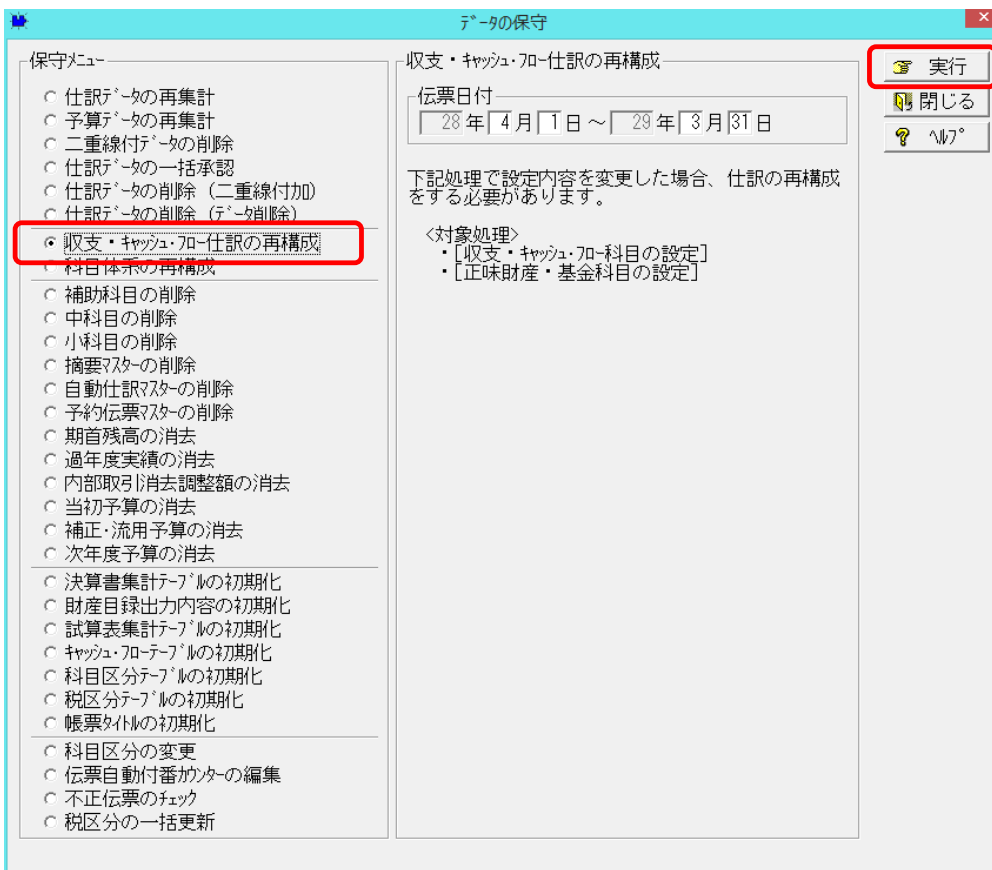 ﾃﾞｰﾀの保守
保守ﾒﾆｭｰ
仕訳ﾃﾞｰﾀの再集計
予算ﾃﾞｰﾀの再集計
二重線付ﾃﾞｰﾀの削除
仕訳ﾃﾞｰﾀの一括承認
仕訳ﾃﾞｰﾀの削除（二重線付加）
仕訳ﾃﾞｰﾀの削除（ﾃﾞｰﾀ削除）
収支・ｷｬｯｼｭ･ﾌﾛｰ仕訳の再構成
科目体系の再構成
補助科目の削除
中科目の削除
小科目の削除
摘要ﾏｽﾀｰの削除
自動仕訳ﾏｽﾀｰの削除
予約伝票ﾏｽﾀｰの削除
期首残高の消去
過年度実績の消去
内部取引消去調整額の消去
当初予算の消去
補正･流用予算の消去
次年度予算の消去
決算書集計ﾃｰﾌﾞﾙの初期化
財産目録出力内容の初期化
試算表集計ﾃｰﾌﾞﾙの初期化
ｷｬｯｼｭ･ﾌﾛｰﾃｰﾌﾞﾙの初期化
科目区分ﾃｰﾌﾞﾙの初期化
税区分ﾃｰﾌﾞﾙの初期化
帳票ﾀｲﾄﾙの初期化
科目区分の変更
伝票自動付番ｶｳﾝﾀｰの編集
不正伝票のﾁｪｯｸ
税区分の一括更新
収支・ｷｬｯｼｭ･ﾌﾛｰ仕訳の再構成
伝票日付
28年 4月 1日～ 29年 3月31日
下記処理で設定内容を変更した場合、仕訳の再構成
をする必要があります。
<対象処理>
・[収支・ｷｬｯｼｭ･ﾌﾛｰ科目の設定]
・[正味財産・基金科目の設定]
実行
閉じる
ﾍﾙﾌﾟ